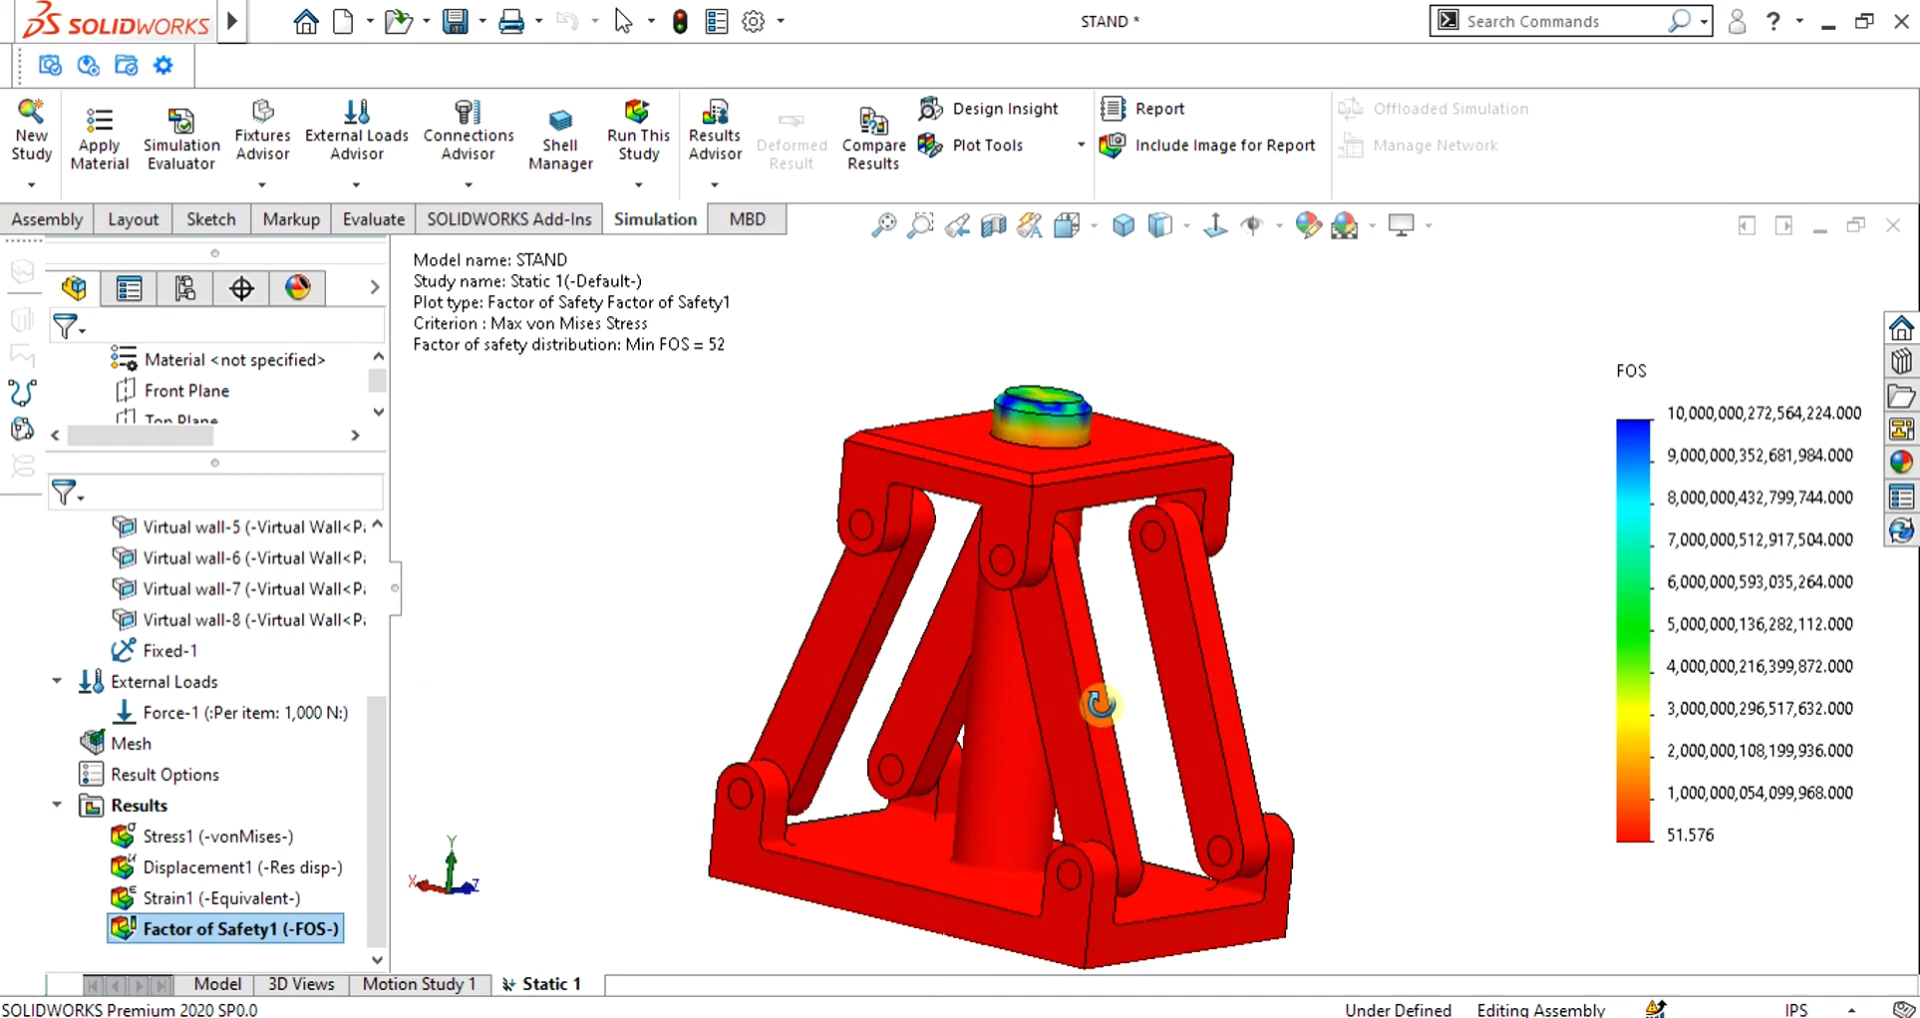 SOLIDWORKS
STAND *
Search Commands
?
New Study
Apply Material
Simulation Evaluator
Fixtures Advisor
External Loads Advisor
Connections Advisor
Shell Manager
Run This Study
Results Advisor
Deformed Result
Compare Results
Design Insight
Plot Tools
Report
Include Image for Report
Offloaded Simulation
Manage Network
Assembly
Layout
Sketch
Markup
Evaluate
SOLIDWORKS Add-Ins
Simulation
MBD
Model name: STAND
Study name: Static 1(-Default-)
Plot type: Factor of Safety Factor of Safety1
Criterion : Max von Mises Stress
Factor of safety distribution: Min FOS = 52
Material <not specified>
Front Plane
Top Plane
Virtual wall-5 (-Virtual Wall<P
Virtual wall-6 (-Virtual Wall<P
Virtual wall-7 (-Virtual Wall<P
Virtual wall-8 (-Virtual Wall<P
Fixed-1
External Loads
Force-1 (:Per item: 1,000 N:)
Mesh
Result Options
Results
Stress1 (-vonMises-)
Displacement1 (-Res disp-)
Strain1 (-Equivalent-)
Factor of Safety1 (-FOS-)
FOS
10,000,000,272,564,224.000
9,000,000,352,681,984.000
8,000,000,432,799,744.000
7,000,000,512,917,504.000
6,000,000,593,035,264.000
5,000,000,136,282,112.000
4,000,000,216,399,872.000
3,000,000,296,517,632.000
2,000,000,108,199,936.000
1,000,000,054,099,968.000
51.576
Y
X
Z
Model
3D Views
Motion Study 1
Static 1
SOLIDWORKS Premium 2020 SP0.0
Under Defined
Editing Assembly
IPS